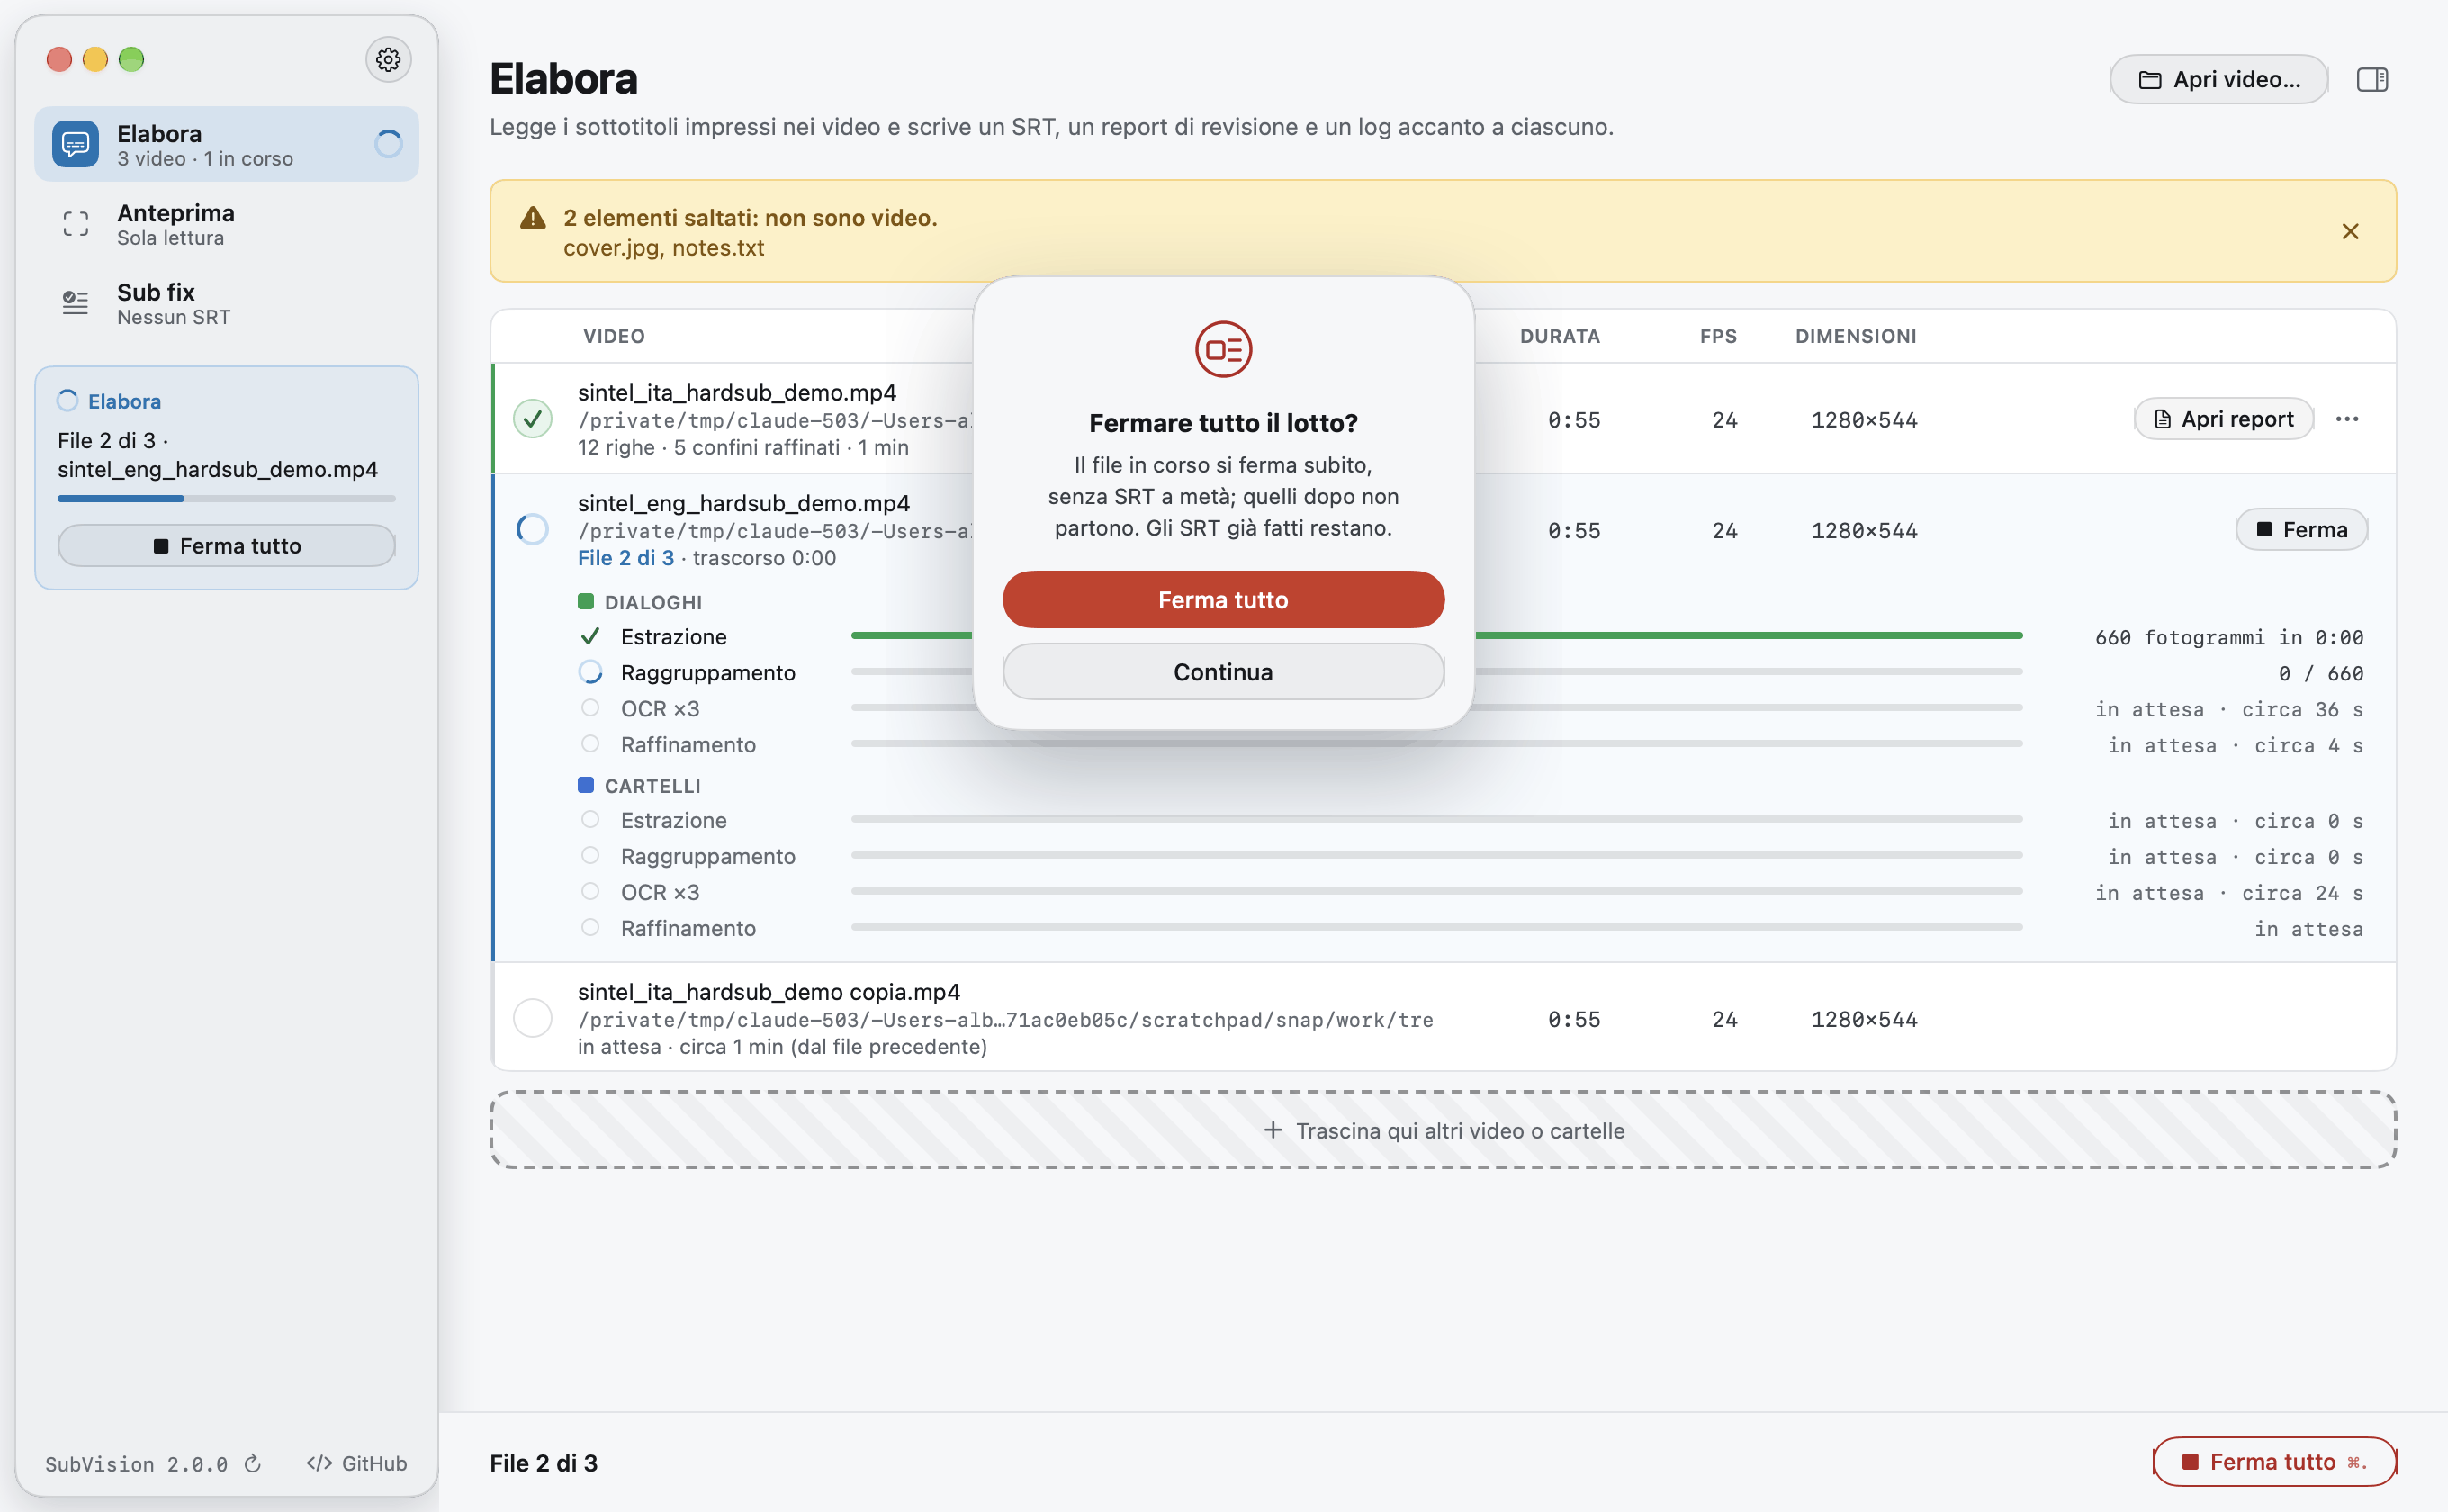 Elabora
3 video · 1 in corso
Anteprima
Sola lettura
Sub fix
Nessun SRT
Elabora
File 2 di 3 ·
sintel_eng_hardsub_demo.mp4
Ferma tutto
SubVision 2.0.0
</> GitHub
Elabora
Apri video…
Legge i sottotitoli impressi nei video e scrive un SRT, un report di revisione e un log accanto a ciascuno.
2 elementi saltati: non sono video.
cover.jpg, notes.txt
VIDEO DURATA FPS DIMENSIONI
sintel_ita_hardsub_demo.mp4
/private/tmp/claude-503/-Users-a
12 righe · 5 confini raffinati · 1 min
0:55 24 1280×544
Apri report
sintel_eng_hardsub_demo.mp4
/private/tmp/claude-503/-Users-a
File 2 di 3 · trascorso 0:00
0:55 24 1280×544
Ferma
DIALOGHI
Estrazione 660 fotogrammi in 0:00
Raggruppamento 0 / 660
OCR ×3 in attesa · circa 36 s
Raffinamento in attesa · circa 4 s
CARTELLI
Estrazione in attesa · circa 0 s
Raggruppamento in attesa · circa 0 s
OCR ×3 in attesa · circa 24 s
Raffinamento in attesa
sintel_ita_hardsub_demo copia.mp4
/private/tmp/claude-503/-Users-alb…71ac0eb05c/scratchpad/snap/work/tre
in attesa · circa 1 min (dal file precedente)
0:55 24 1280×544
+ Trascina qui altri video o cartelle
Fermare tutto il lotto?
Il file in corso si ferma subito,
senza SRT a metà; quelli dopo non
partono. Gli SRT già fatti restano.
Ferma tutto
Continua
File 2 di 3
Ferma tutto ⌘.